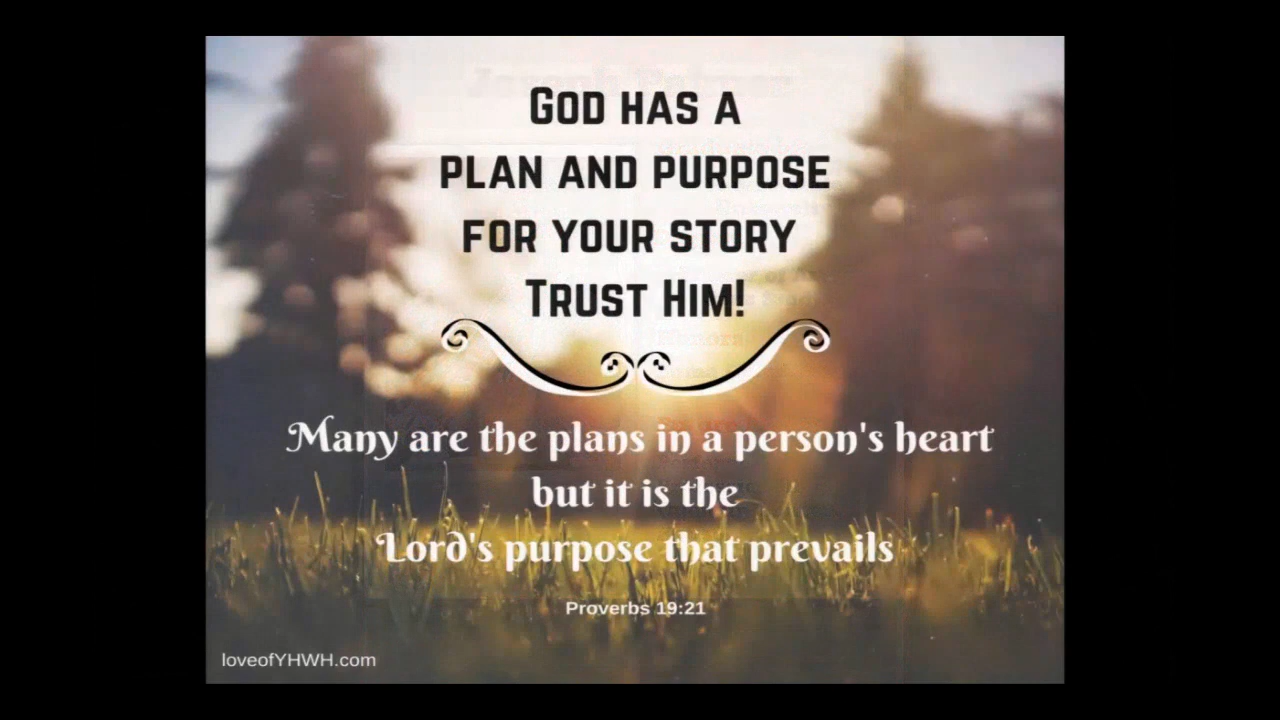 GOD HAS A
PLAN AND PURPOSE
FOR YOUR STORY
TRUST HIM!
Many are the plans in a person's heart
but it is the
Lord's purpose that prevails
Proverbs 19:21
loveofYHWH.com